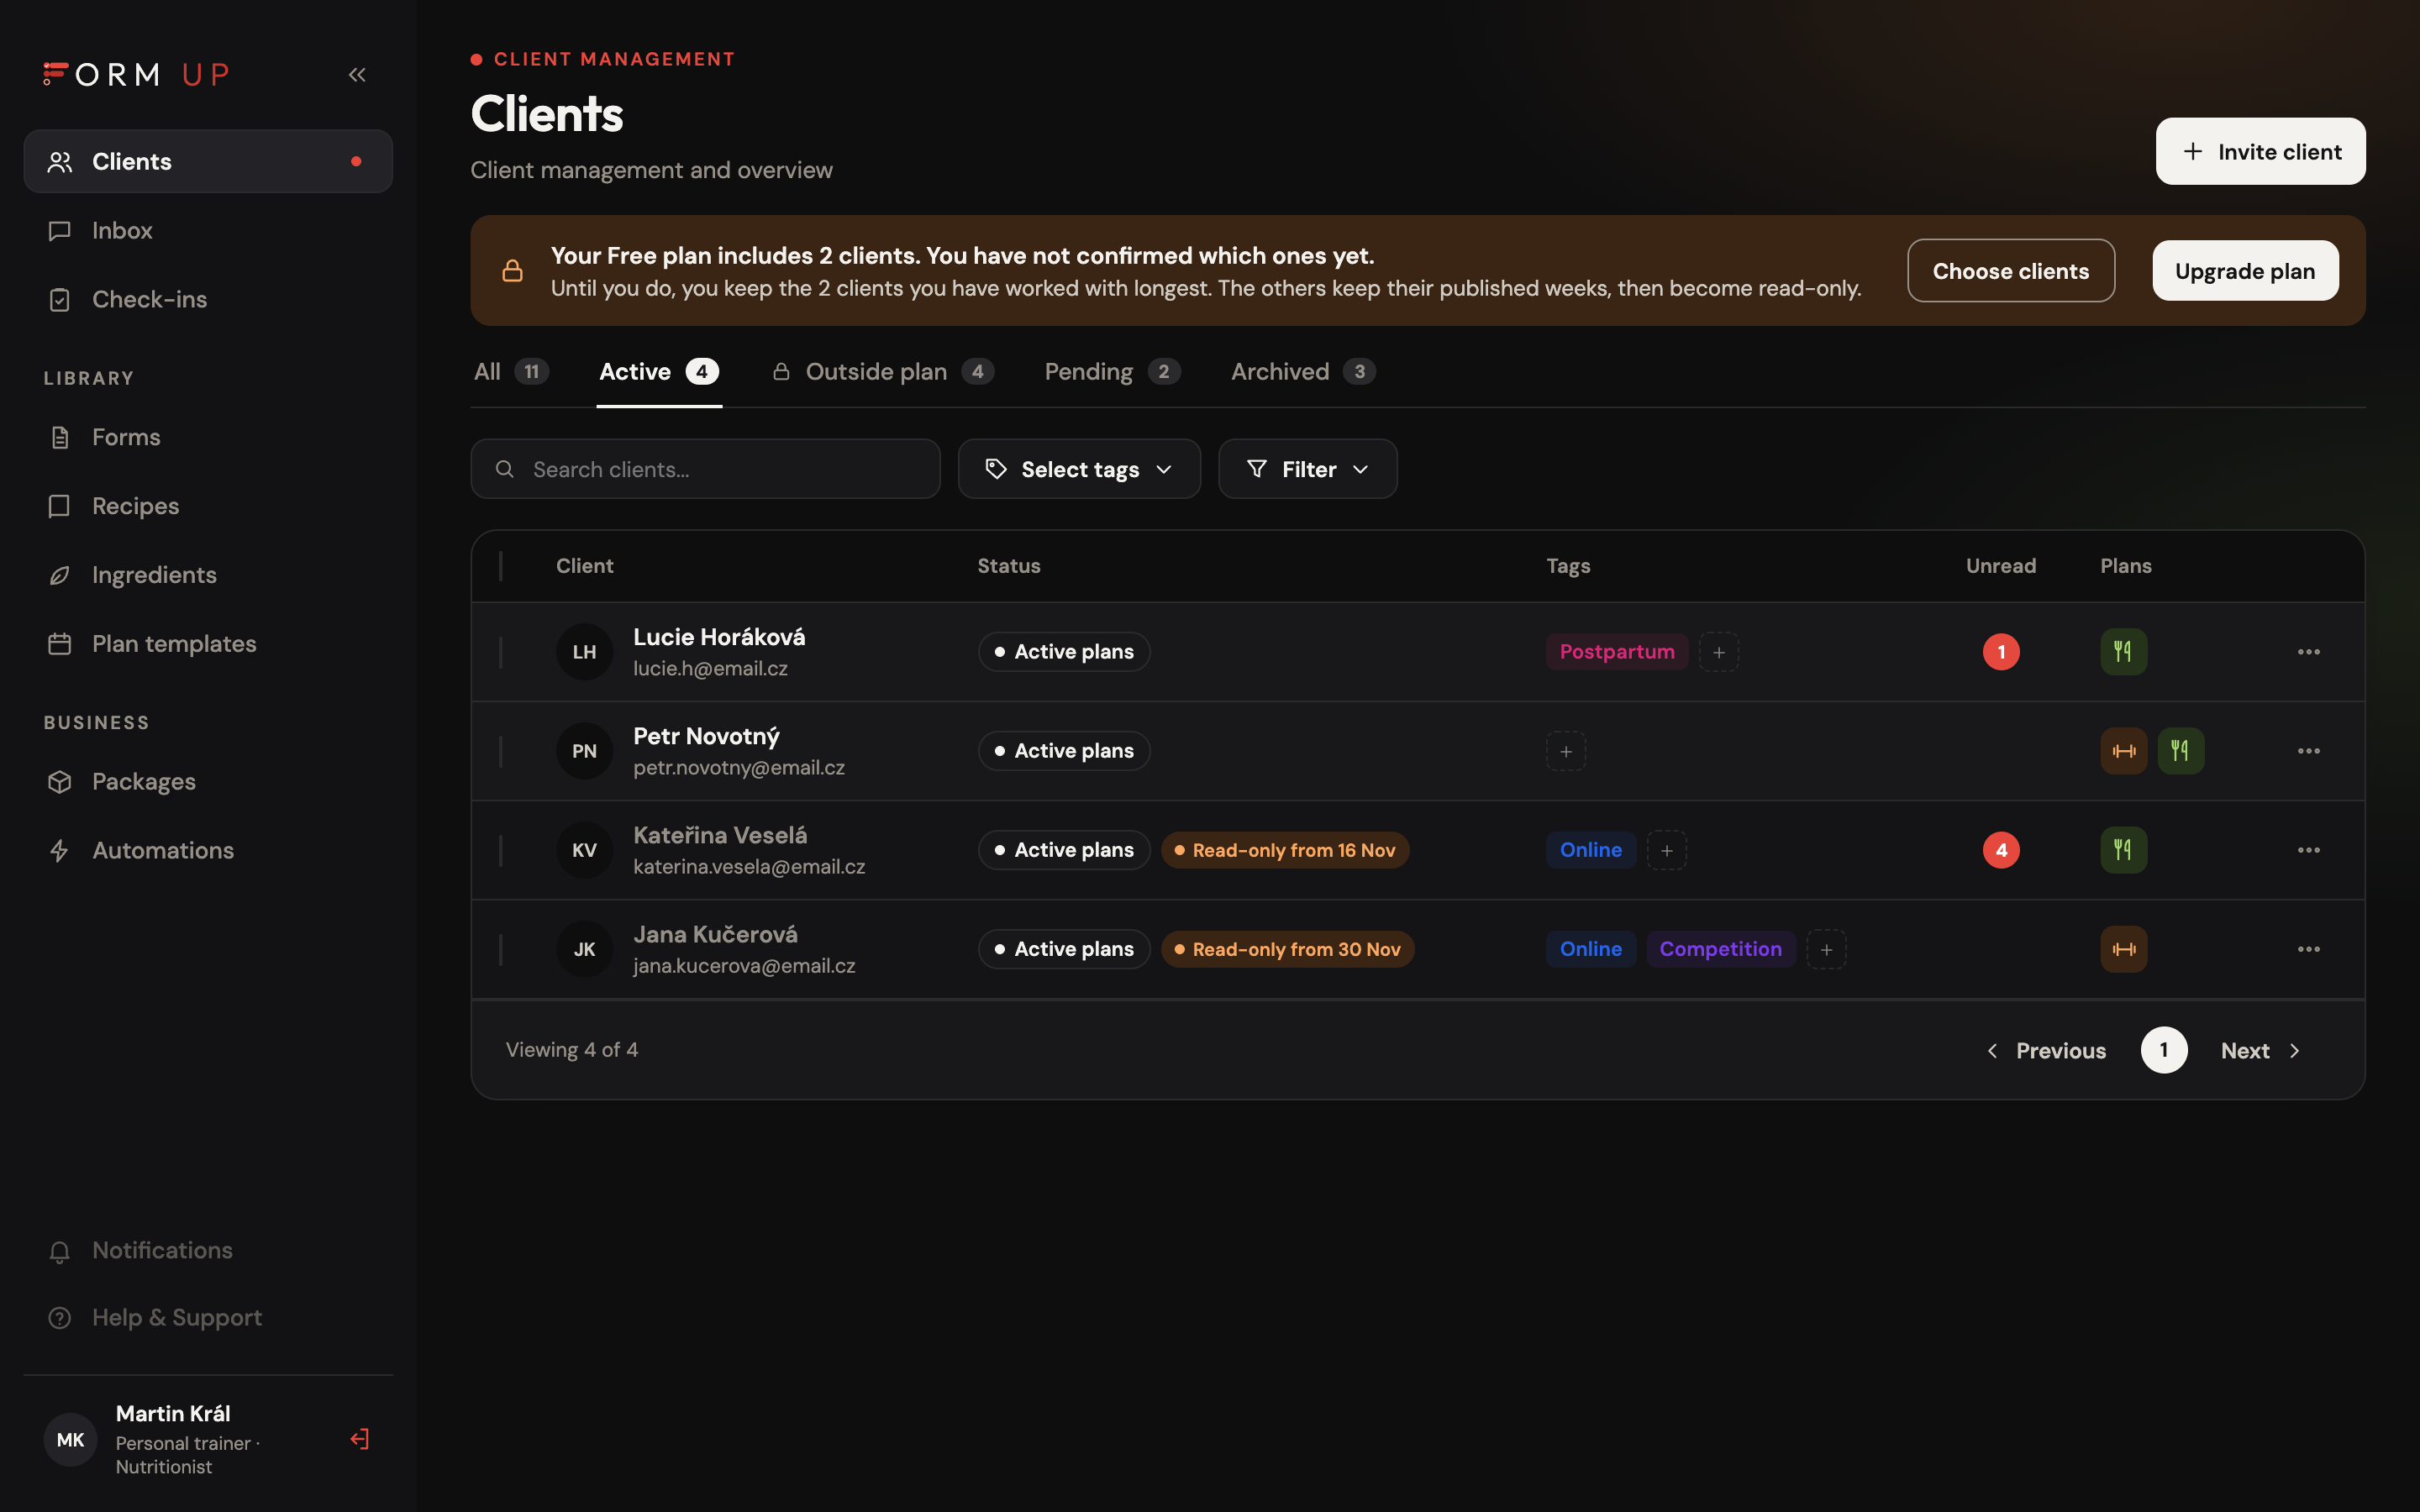 FORM UP
Clients
Inbox
Check-ins
LIBRARY
Forms
Recipes
Ingredients
Plan templates
BUSINESS
Packages
Automations
Notifications
Help & Support
MK
Martin Král
Personal trainer ·
Nutritionist
CLIENT MANAGEMENT
Clients
Client management and overview
Invite client
Your Free plan includes 2 clients. You have not confirmed which ones yet.
Until you do, you keep the 2 clients you have worked with longest. The others keep their published weeks, then become read-only.
Choose clients
Upgrade plan
All 11 Active 4 Outside plan 4 Pending 2 Archived 3
Search clients...
Select tags
Filter
Client Status Tags Unread Plans
LH
Lucie Horáková
lucie.h@email.cz
Active plans
Postpartum +
1
PN
Petr Novotný
petr.novotny@email.cz
Active plans
+
KV
Kateřina Veselá
katerina.vesela@email.cz
Active plans
Read-only from 16 Nov
Online +
4
JK
Jana Kučerová
jana.kucerova@email.cz
Active plans
Read-only from 30 Nov
Online Competition +
Viewing 4 of 4
Previous 1 Next